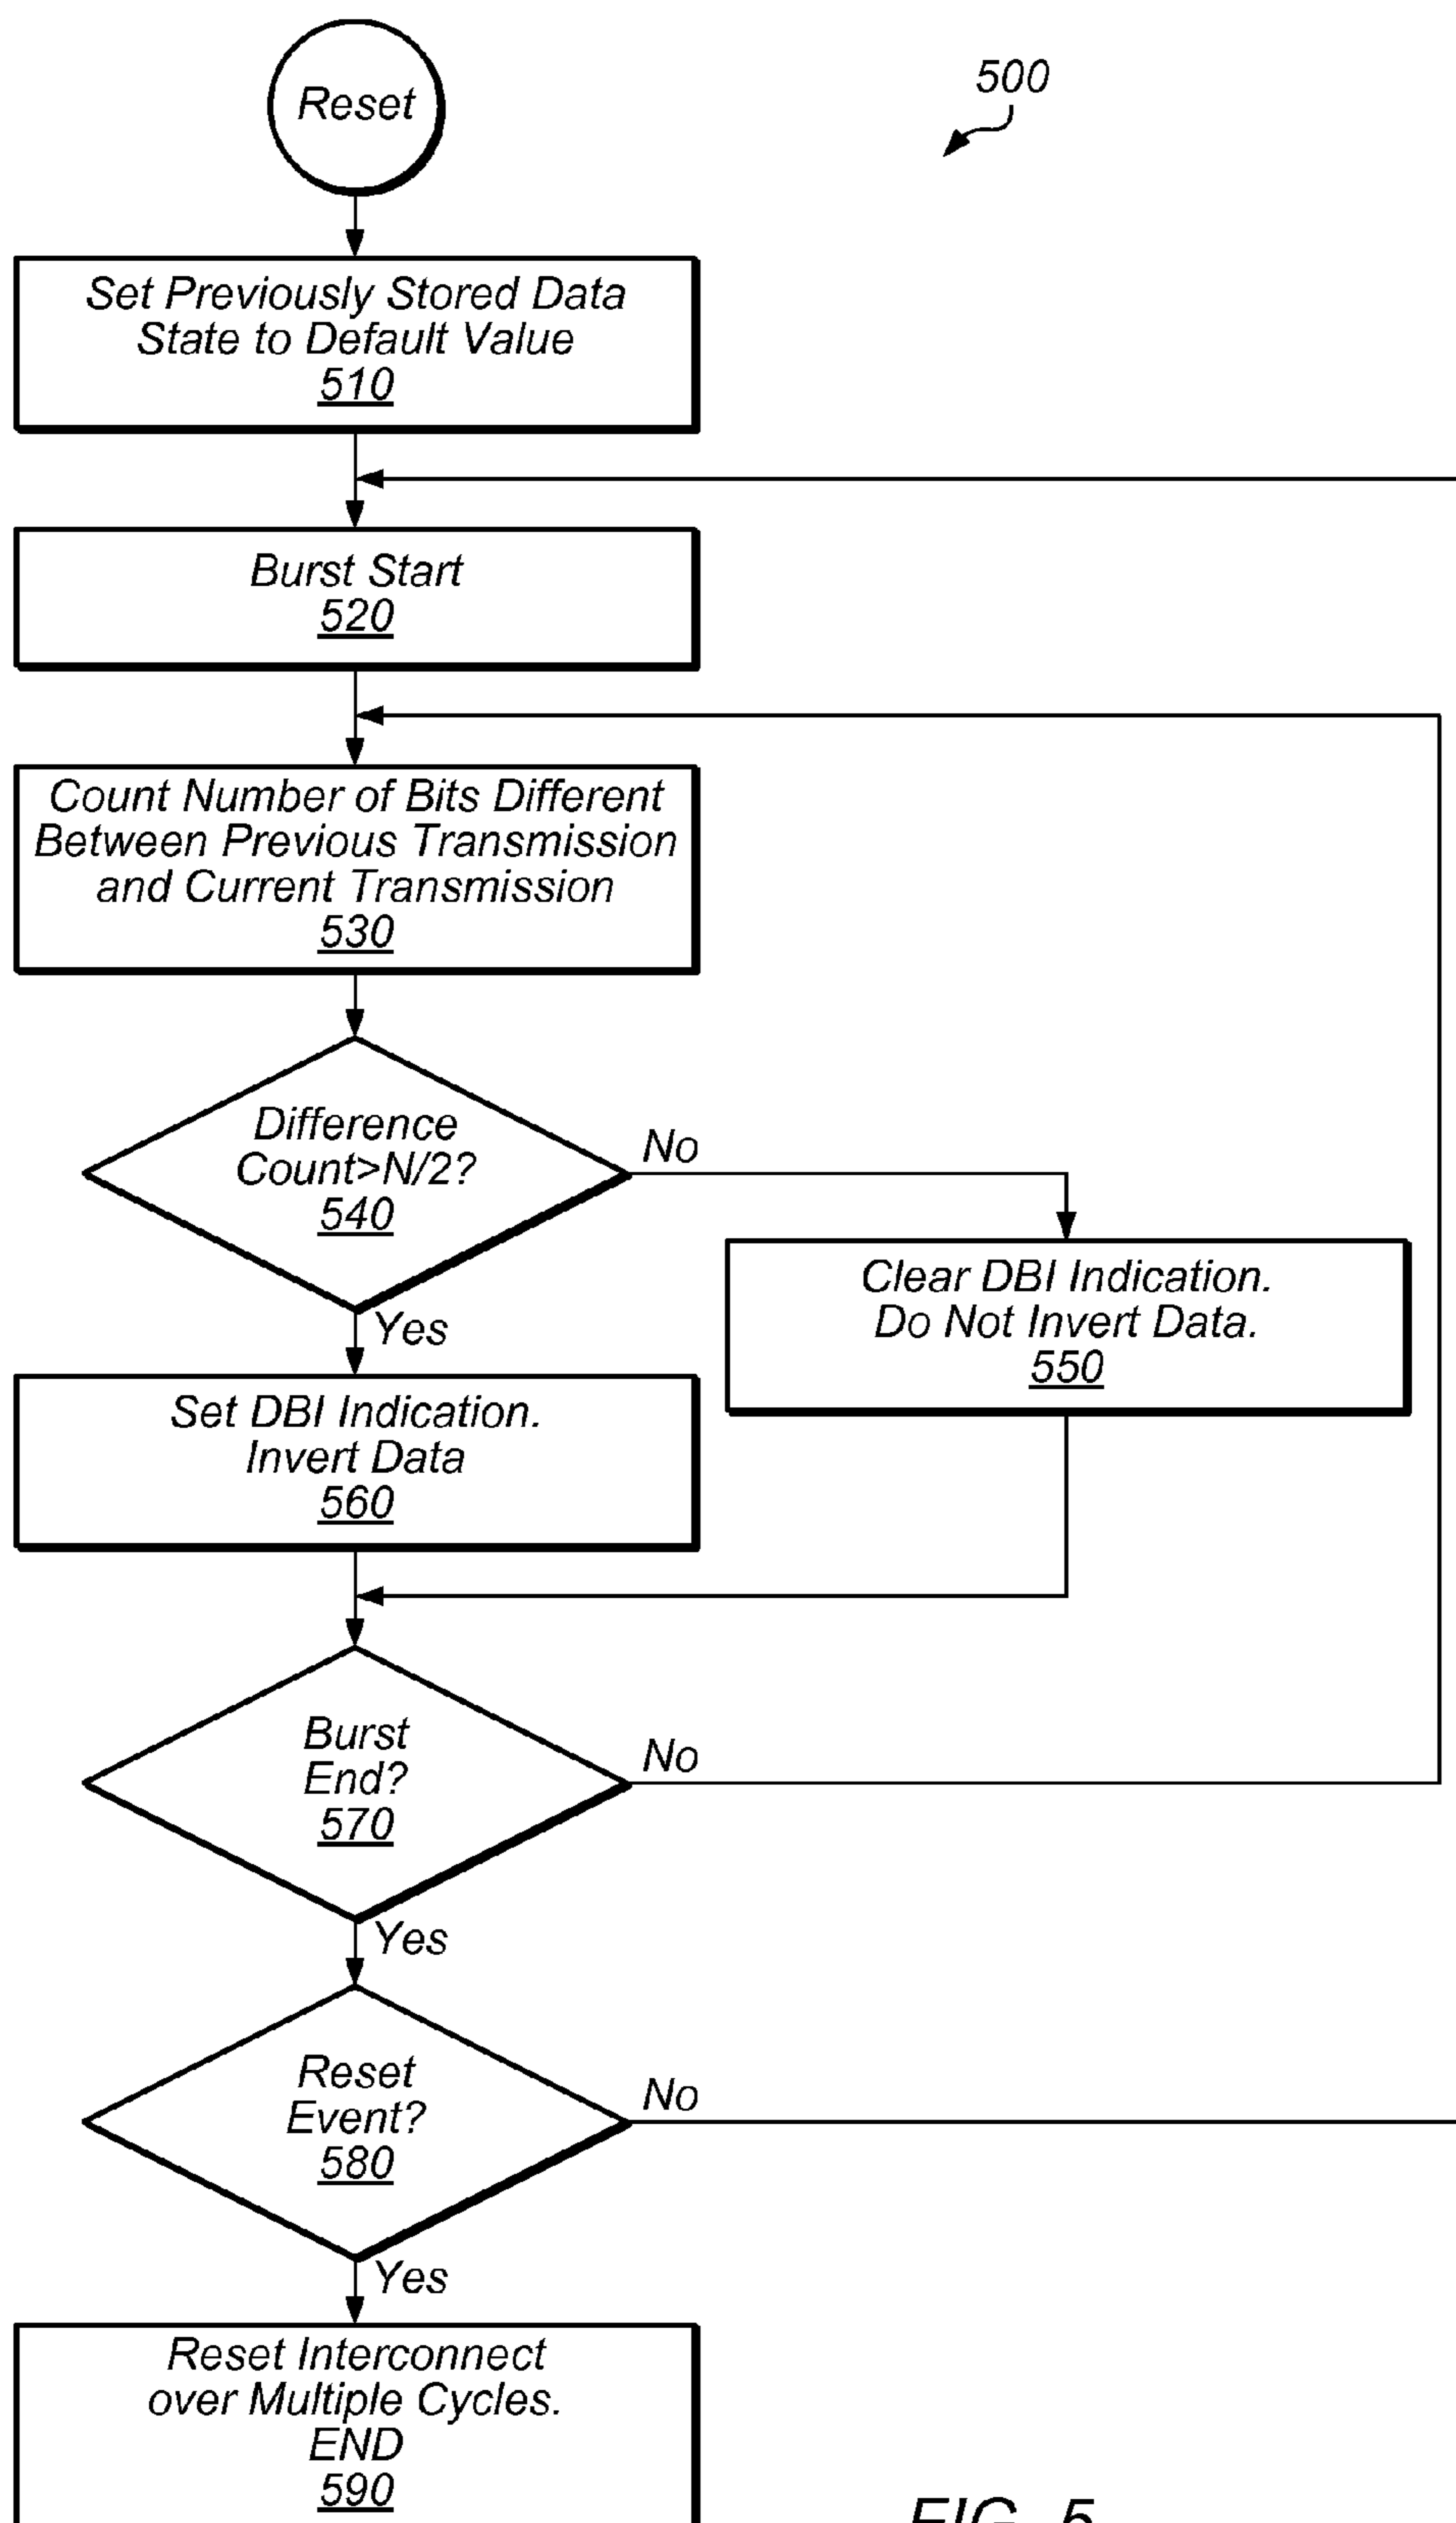 Reset
500
Set Previously Stored Data
State to Default Value
510
Burst Start
520
Count Number of Bits Different
Between Previous Transmission
and Current Transmission
530
Difference
Count>N/2?
540
No
Yes
Clear DBI Indication.
Do Not Invert Data.
550
Set DBI Indication.
Invert Data
560
Burst
End?
570
No
Yes
Reset
Event?
580
No
Yes
Reset Interconnect
over Multiple Cycles.
END
590
FIG. 5